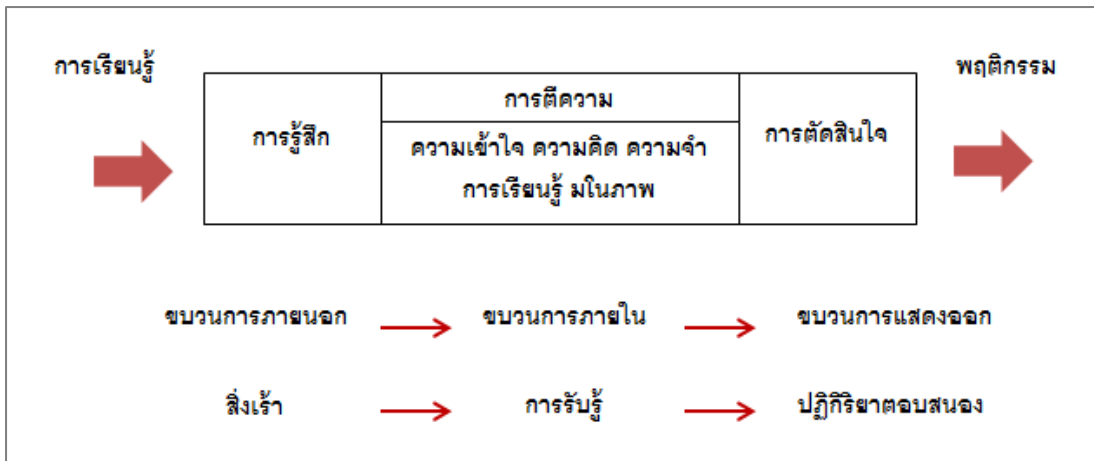 การเรียนรู้
พฤติกรรม
การรู้สึก
การตีความ
ความเข้าใจ ความคิด ความจำ
การเรียนรู้ มโนภาพ
การตัดสินใจ
ขบวนการภายนอก
ขบวนการภายใน
ขบวนการแสดงออก
สิ่งเร้า
การรับรู้
ปฏิกิริยาตอบสนอง